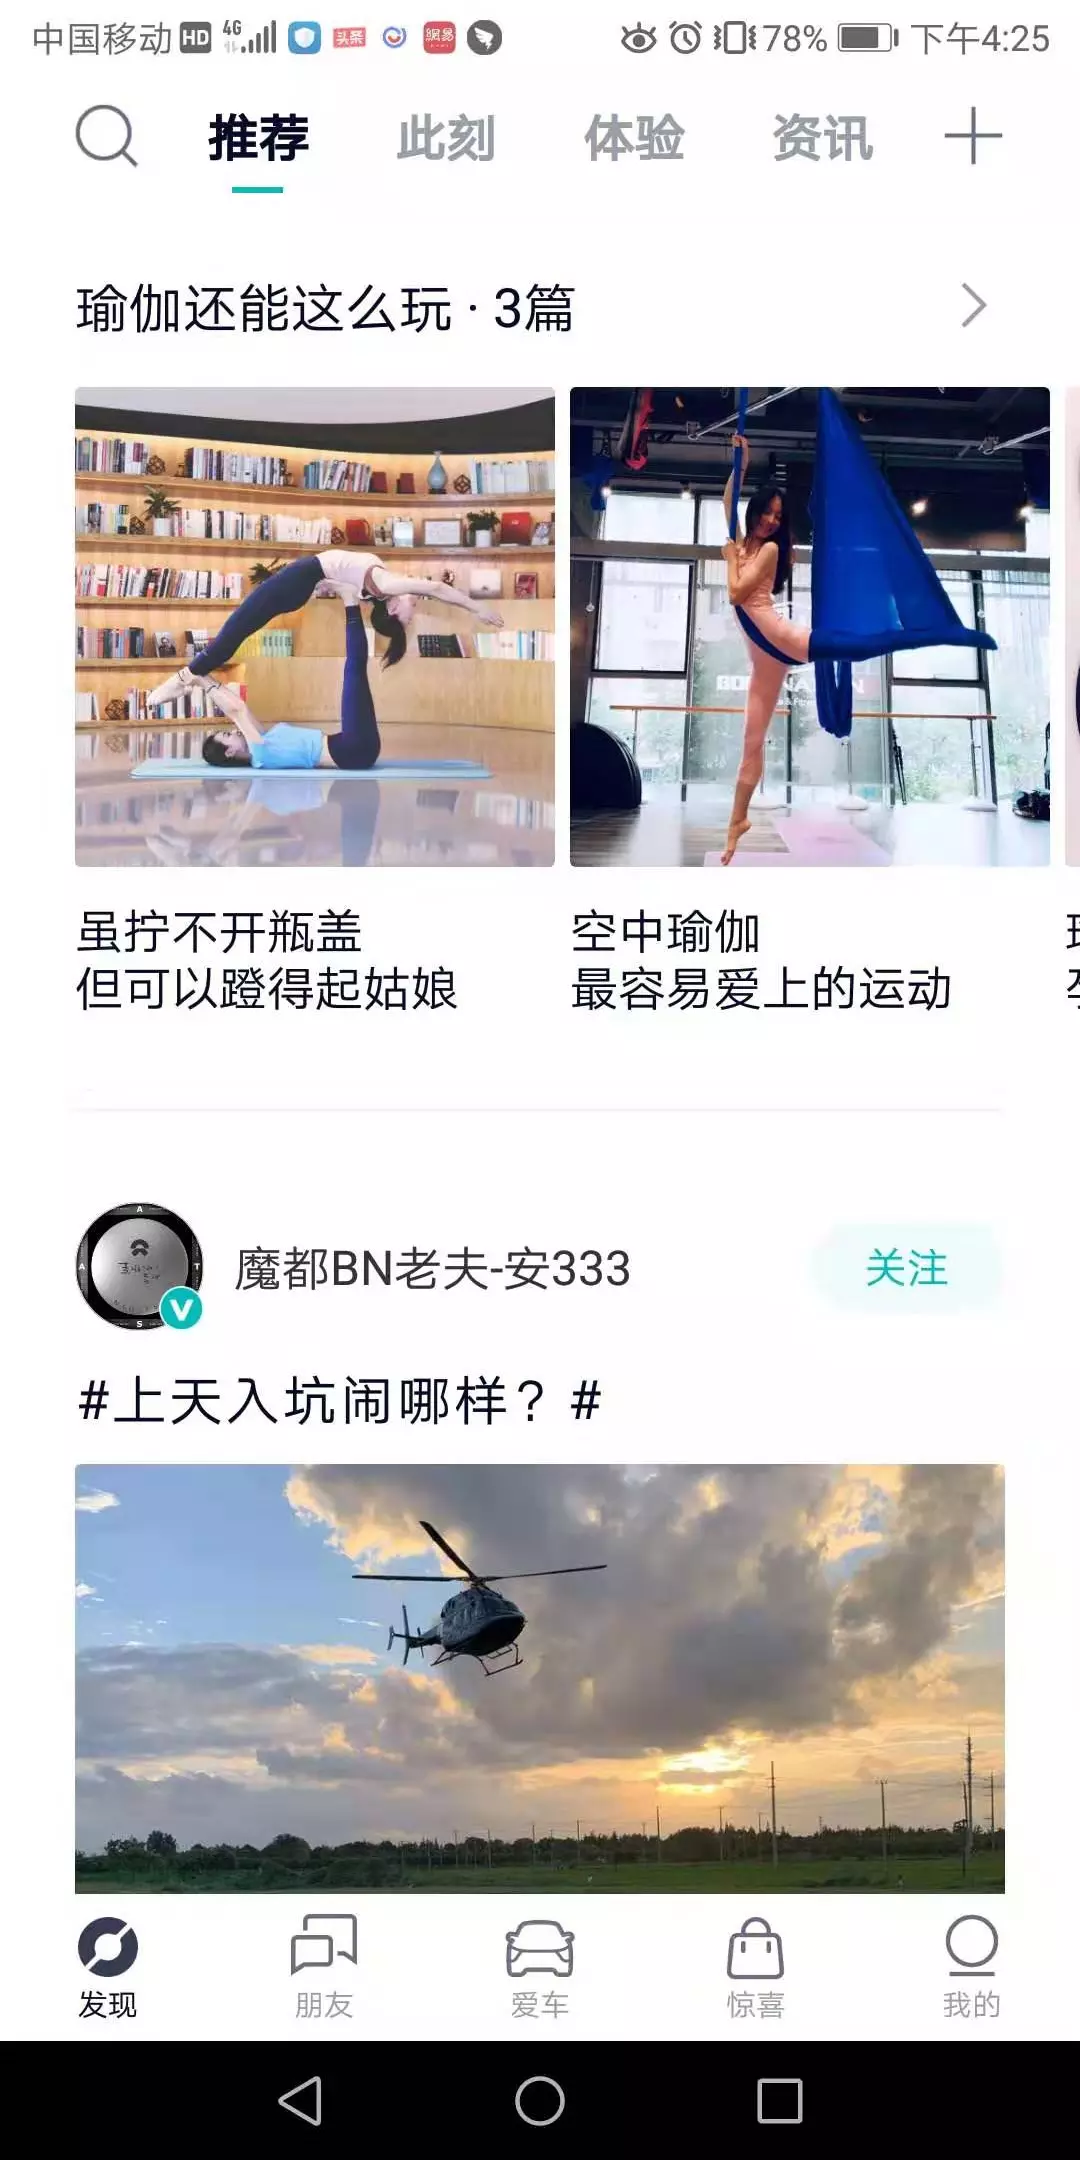 中国移动 HD 4G 头条 網易 78% 下午4:25
推荐 此刻 体验 资讯
瑜伽还能这么玩 · 3篇
虽拧不开瓶盖
但可以蹬得起姑娘
空中瑜伽
最容易爱上的运动
魔都BN老夫-安333
关注
#上天入坑闹哪样？#
发现 朋友 爱车 惊喜 我的